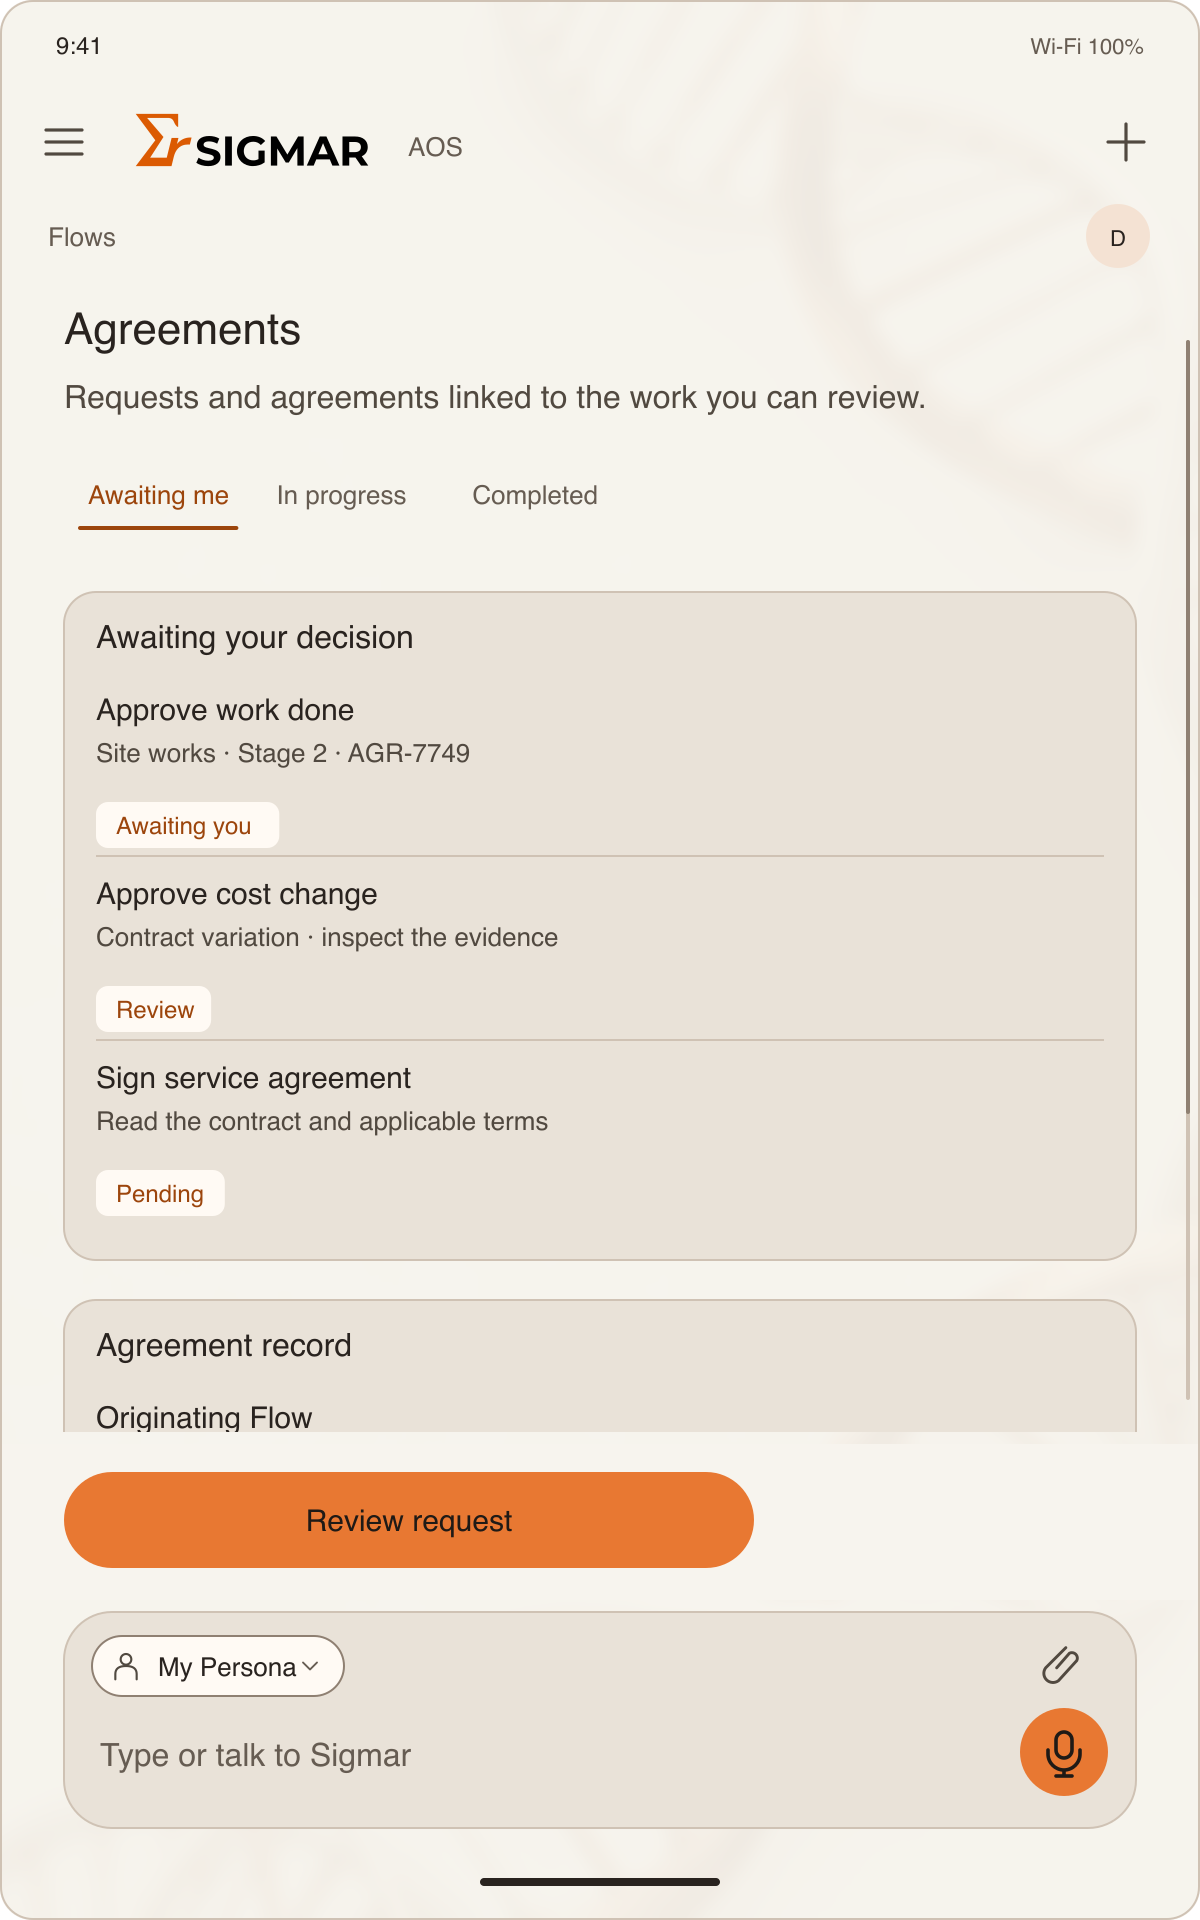 9:41
Wi-Fi 100%
Σr SIGMAR AOS
Flows
D
Agreements
Requests and agreements linked to the work you can review.
Awaiting me
In progress
Completed
Awaiting your decision
Approve work done
Site works · Stage 2 · AGR-7749
Awaiting you
Approve cost change
Contract variation · inspect the evidence
Review
Sign service agreement
Read the contract and applicable terms
Pending
Agreement record
Originating Flow
Review request
My Persona
Type or talk to Sigmar